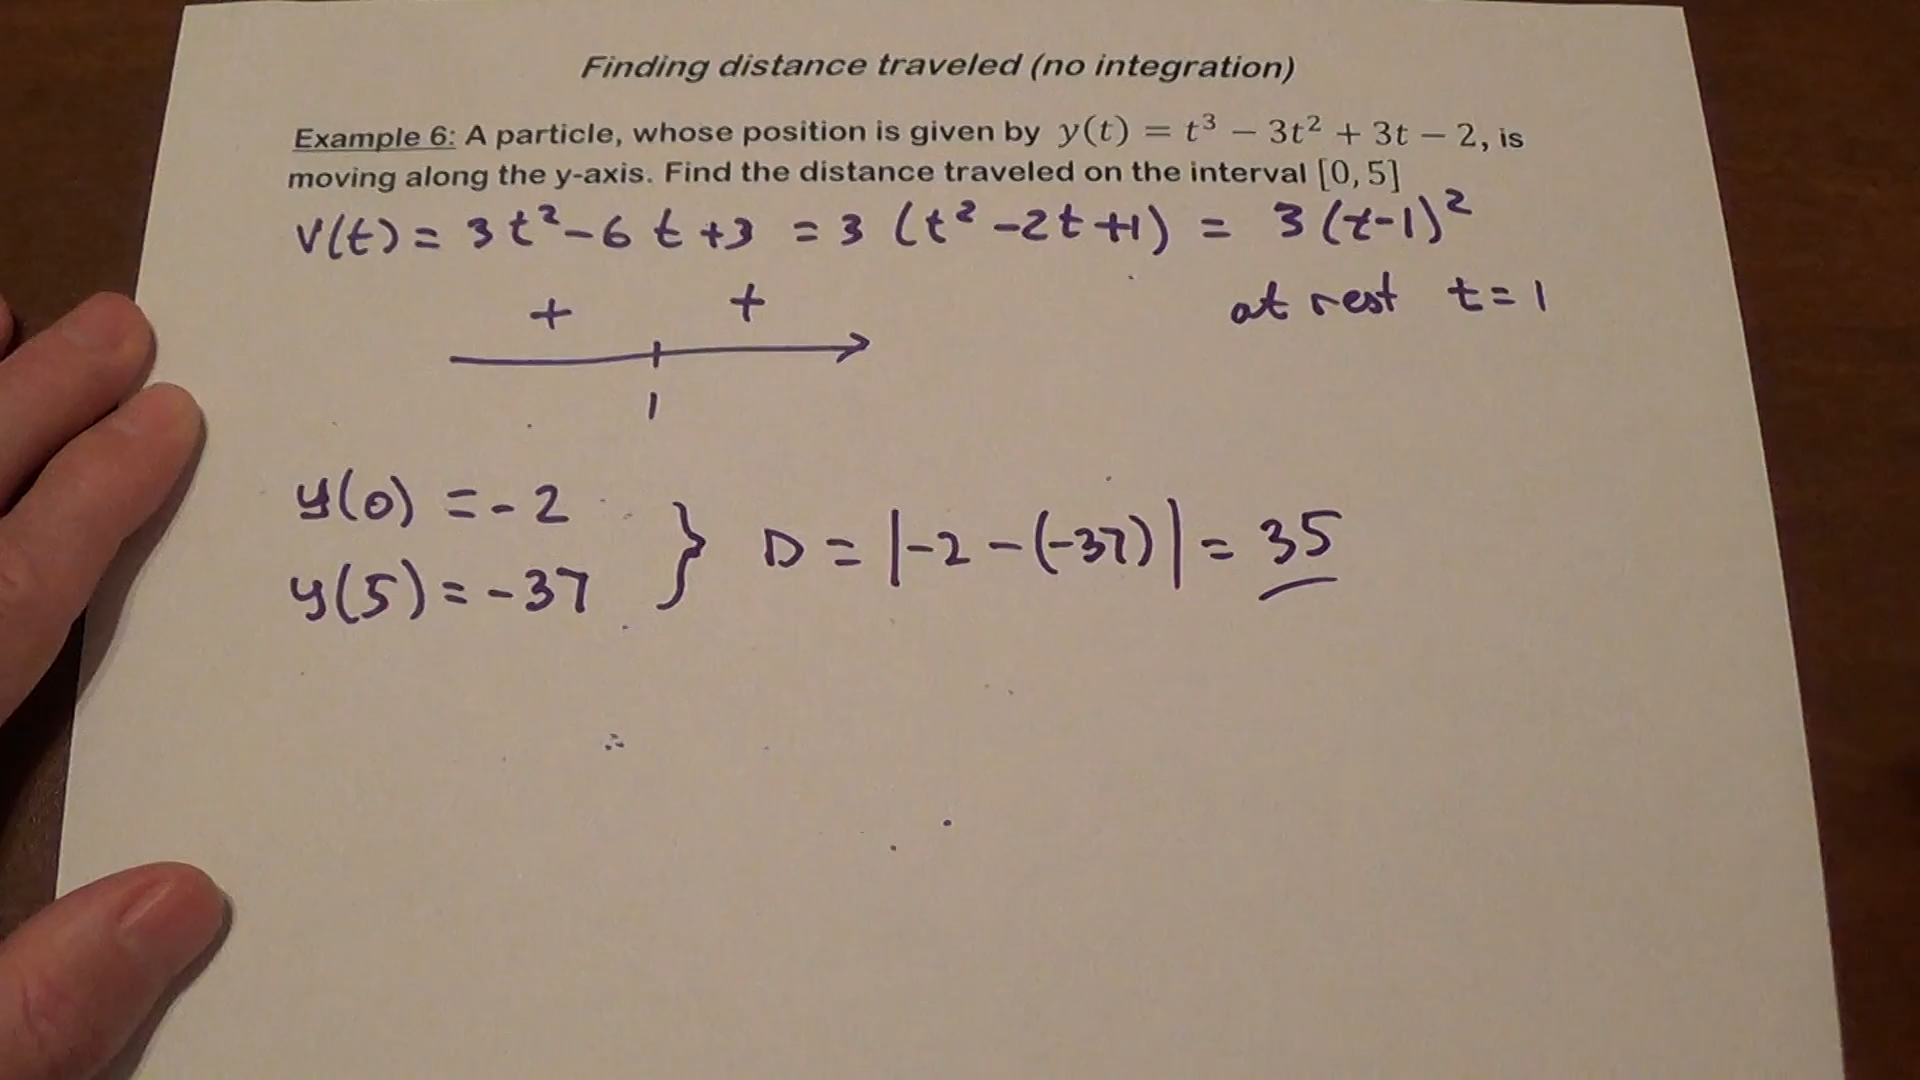 Finding distance traveled (no integration)
Example 6: A particle, whose position is given by y(t) = t³ − 3t² + 3t − 2, is
moving along the y-axis. Find the distance traveled on the interval [0, 5]
V(t) = 3t² − 6t + 3 = 3(t² − 2t + 1) = 3(t − 1)²
at rest t = 1
+ +
1
y(0) = −2
y(5) = −37
} D = |−2 − (−37)| = 35